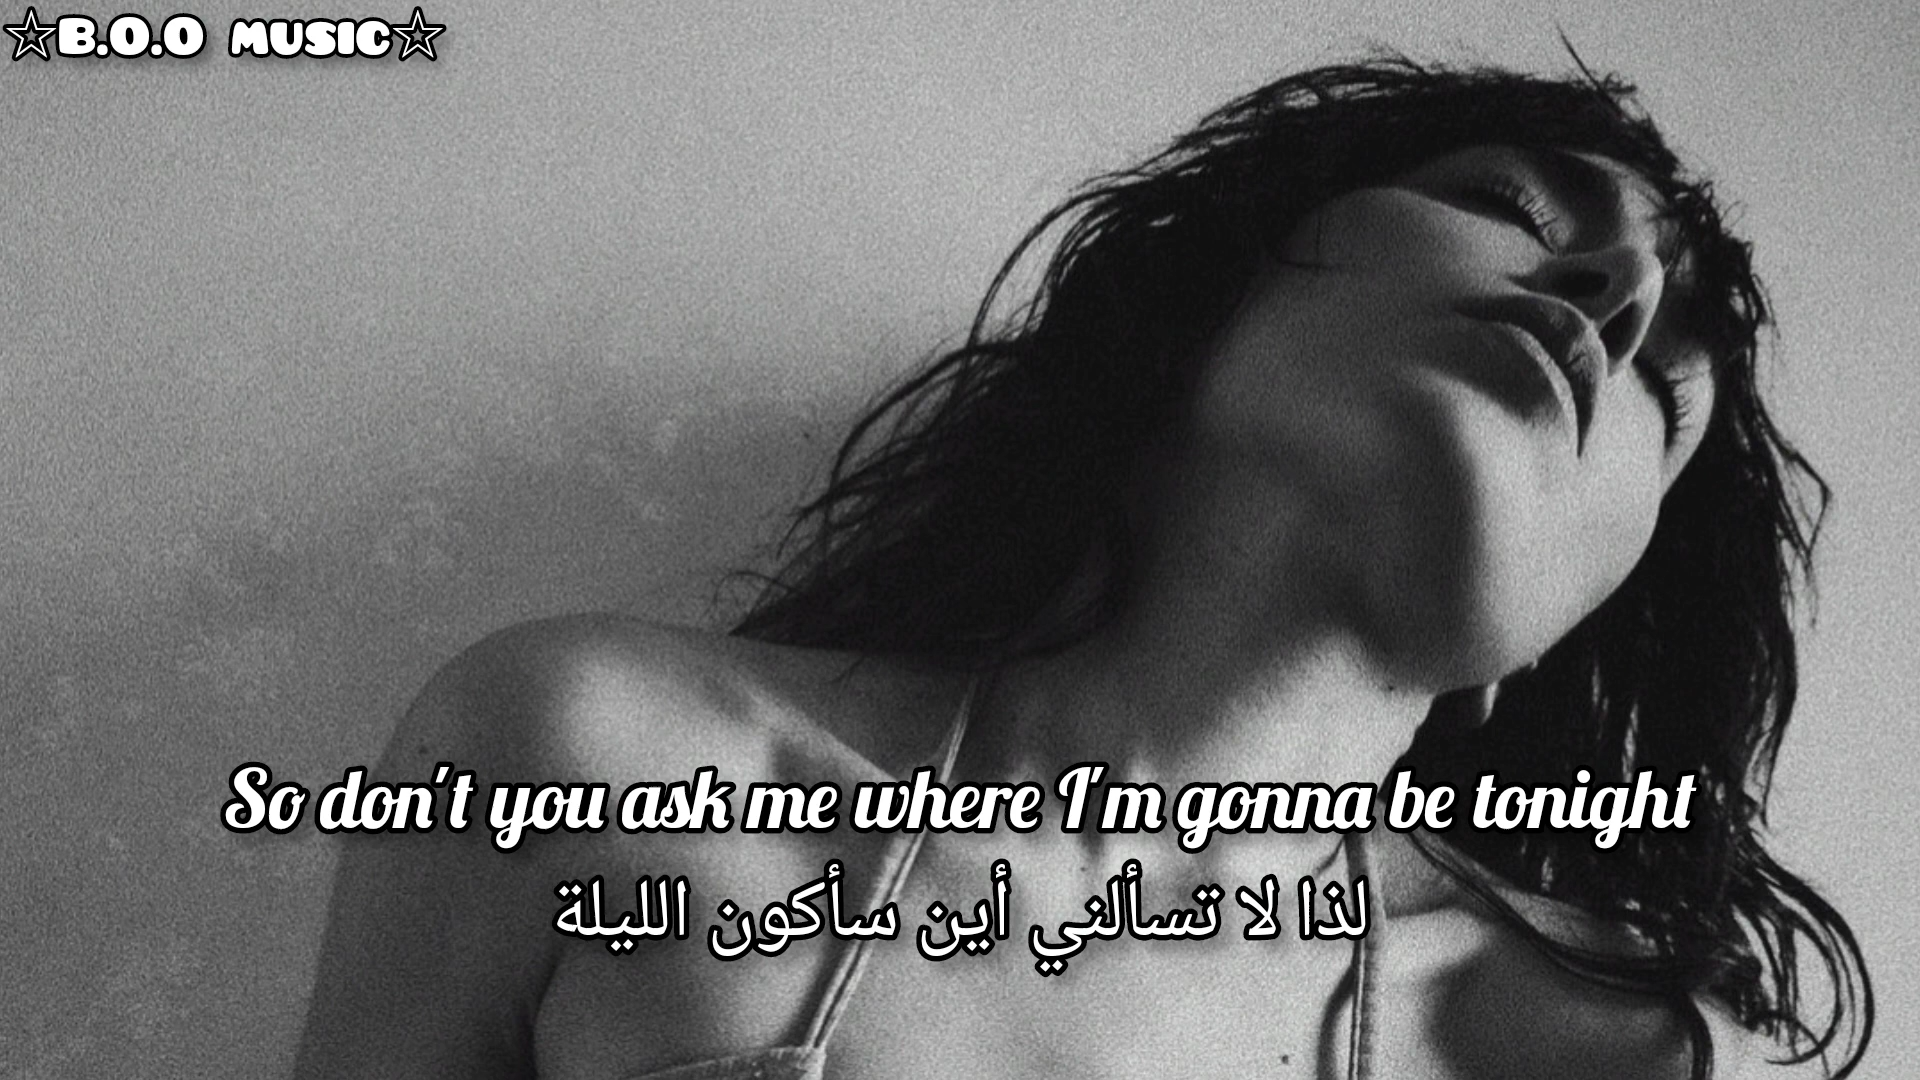 ☆B.O.O MUSIC☆
So don't you ask me where I'm gonna be tonight
لذا لا تسألني أين سأكون الليلة